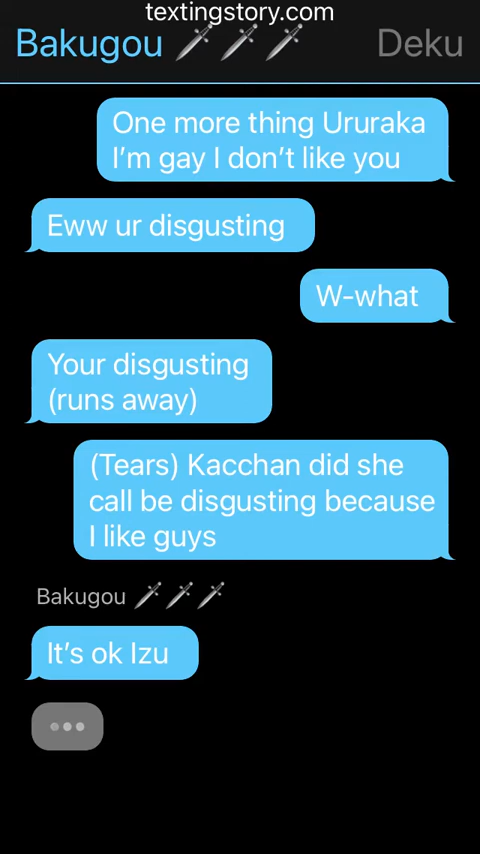 textingstory.com
Bakugou 🗡🗡🗡 Deku
One more thing Ururaka
I’m gay I don’t like you
Eww ur disgusting
W-what
Your disgusting
(runs away)
(Tears) Kacchan did she
call be disgusting because
I like guys
Bakugou 🗡🗡🗡
It’s ok Izu